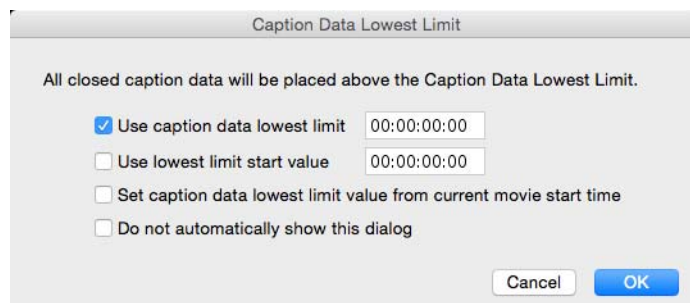 Caption Data Lowest Limit
All closed caption data will be placed above the Caption Data Lowest Limit.
Use caption data lowest limit 00:00:00:00
Use lowest limit start value 00:00:00:00
Set caption data lowest limit value from current movie start time
Do not automatically show this dialog
Cancel OK